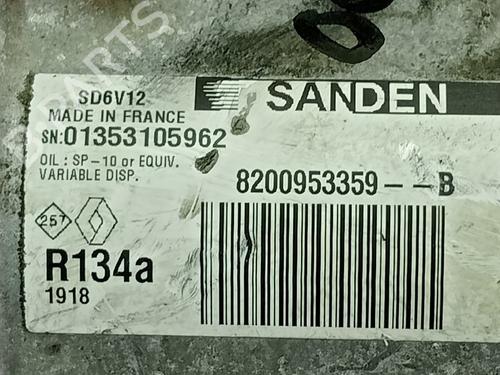 SD6V12
MADE IN FRANCE
SN:01353105962
OIL : SP-10 or EQUIV.
VARIABLE DISP.
SANDEN
8200953359--B
257
R134a
1918